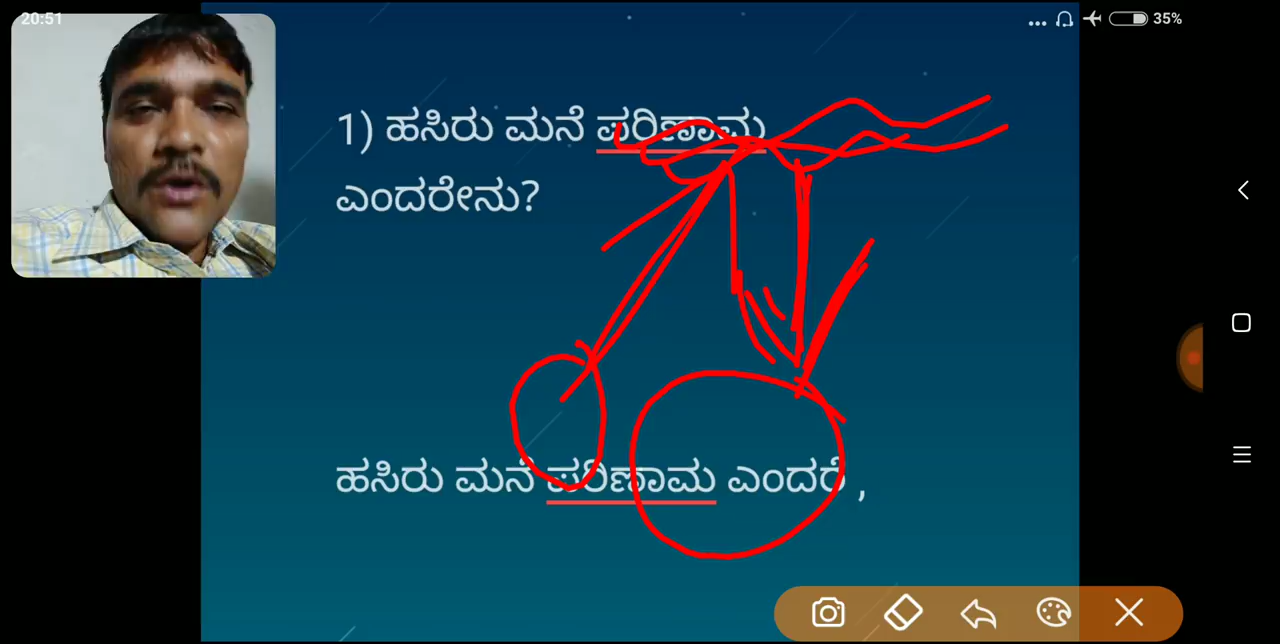 20:51
... 35%
1) ಹಸಿರು ಮನೆ ಪರಿಣಾಮ
ಎಂದರೇನು?
ಹಸಿರು ಮನೆ ಪರಿಣಾಮ ಎಂದರೆ ,